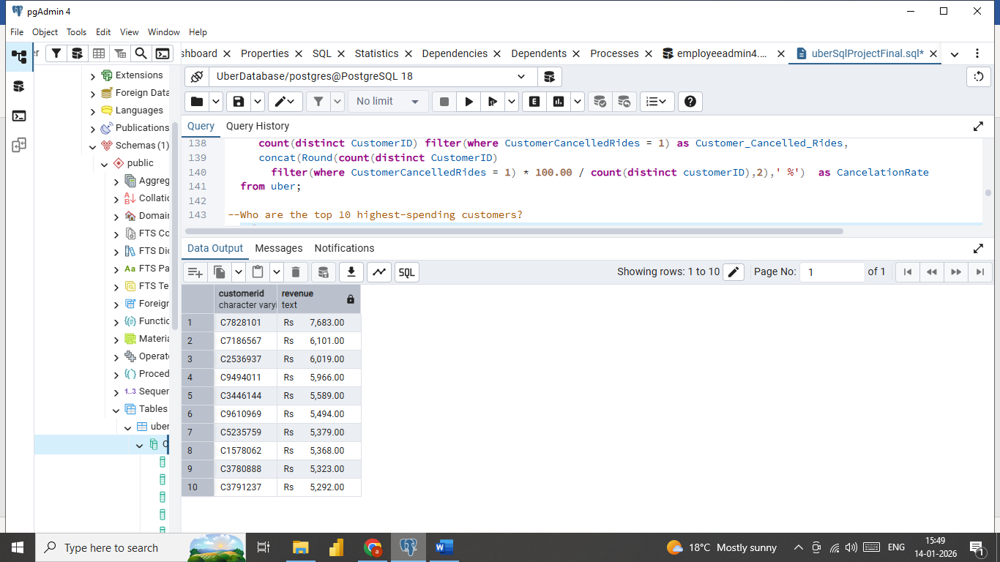 pgAdmin 4
File Object Tools Edit View Window Help
er
shboard Properties SQL Statistics Dependencies Dependents Processes employeeadmin4.... uberSqlProjectFinal.sql*
Extensions
Foreign Data
Languages
Publications
Schemas (1)
public
Aggreg
Collatio
Domain
FTS Co
FTS Dic
Aa FTS Pa
FTS Te
Foreign
Functio
Materia
Operato
Proced
1..3 Sequen
Tables
uber
C
UberDatabase/postgres@PostgreSQL 18
No limit
E
Query Query History
138 count(distinct CustomerID) filter(where CustomerCancelledRides = 1) as Customer_Cancelled_Rides,
139 concat(Round(count(distinct CustomerID)
140 filter(where CustomerCancelledRides = 1) * 100.00 / count(distinct customerID),2),' %') as CancelationRate
141 from uber;
142
143 --Who are the top 10 highest-spending customers?
Data Output Messages Notifications
SQL Showing rows: 1 to 10 Page No: 1 of 1
customerid revenue
character varyi text
1 C7828101 Rs 7,683.00
2 C7186567 Rs 6,101.00
3 C2536937 Rs 6,019.00
4 C9494011 Rs 5,966.00
5 C3446144 Rs 5,589.00
6 C9610969 Rs 5,494.00
7 C5235759 Rs 5,379.00
8 C1578062 Rs 5,368.00
9 C3780888 Rs 5,323.00
10 C3791237 Rs 5,292.00
Type here to search
18°C Mostly sunny
ENG
15:49
14-01-2026
1